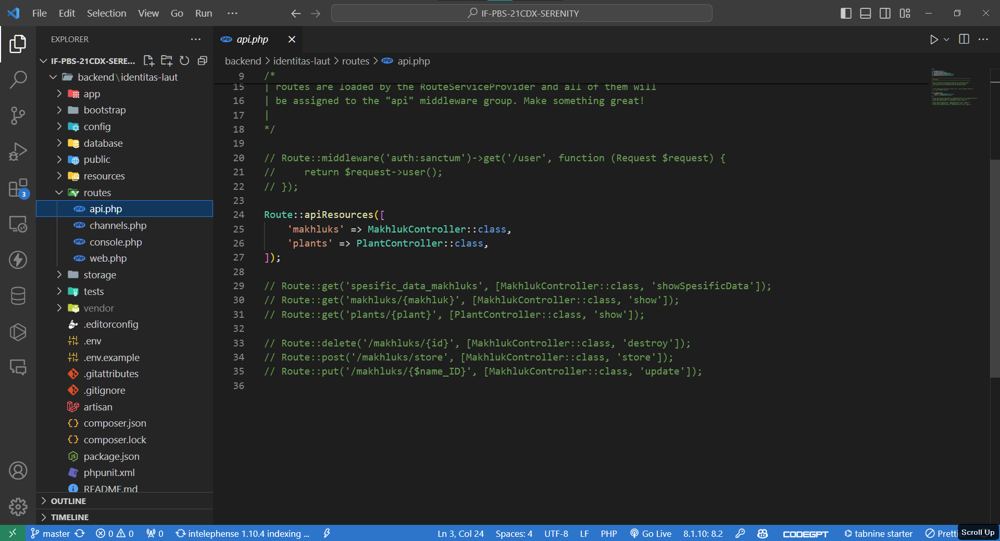 File Edit Selection View Go Run ···
IF-PBS-21CDX-SERENITY
EXPLORER
IF-PBS-21CDX-SERE...
backend\identitas-laut
app
bootstrap
config
database
public
resources
routes
api.php
channels.php
console.php
web.php
storage
tests
vendor
.editorconfig
.env
.env.example
.gitattributes
.gitignore
artisan
composer.json
composer.lock
package.json
phpunit.xml
README.md
OUTLINE
TIMELINE
3
php api.php
backend > identitas-laut > routes > php api.php
9 /*
15 | routes are loaded by the RouteServiceProvider and all of them will
16 | be assigned to the "api" middleware group. Make something great!
17 |
18 */
19
20 // Route::middleware('auth:sanctum')->get('/user', function (Request $request) {
21 //     return $request->user();
22 // });
23
24 Route::apiResources([
25     'makhluks' => MakhlukController::class,
26     'plants' => PlantController::class,
27 ]);
28
29 // Route::get('spesific_data_makhluks', [MakhlukController::class, 'showSpesificData']);
30 // Route::get('makhluks/{makhluk}', [MakhlukController::class, 'show']);
31 // Route::get('plants/{plant}', [PlantController::class, 'show']);
32
33 // Route::delete('/makhluks/{id}', [MakhlukController::class, 'destroy']);
34 // Route::post('/makhluks/store', [MakhlukController::class, 'store']);
35 // Route::put('/makhluks/{$name_ID}', [MakhlukController::class, 'update']);
36
master 0 0 0 intelephense 1.10.4 indexing ... Ln 3, Col 24 Spaces: 4 UTF-8 LF PHP Go Live 8.1.10: 8.2 CODEGPT tabnine starter Pretti
Scroll Up